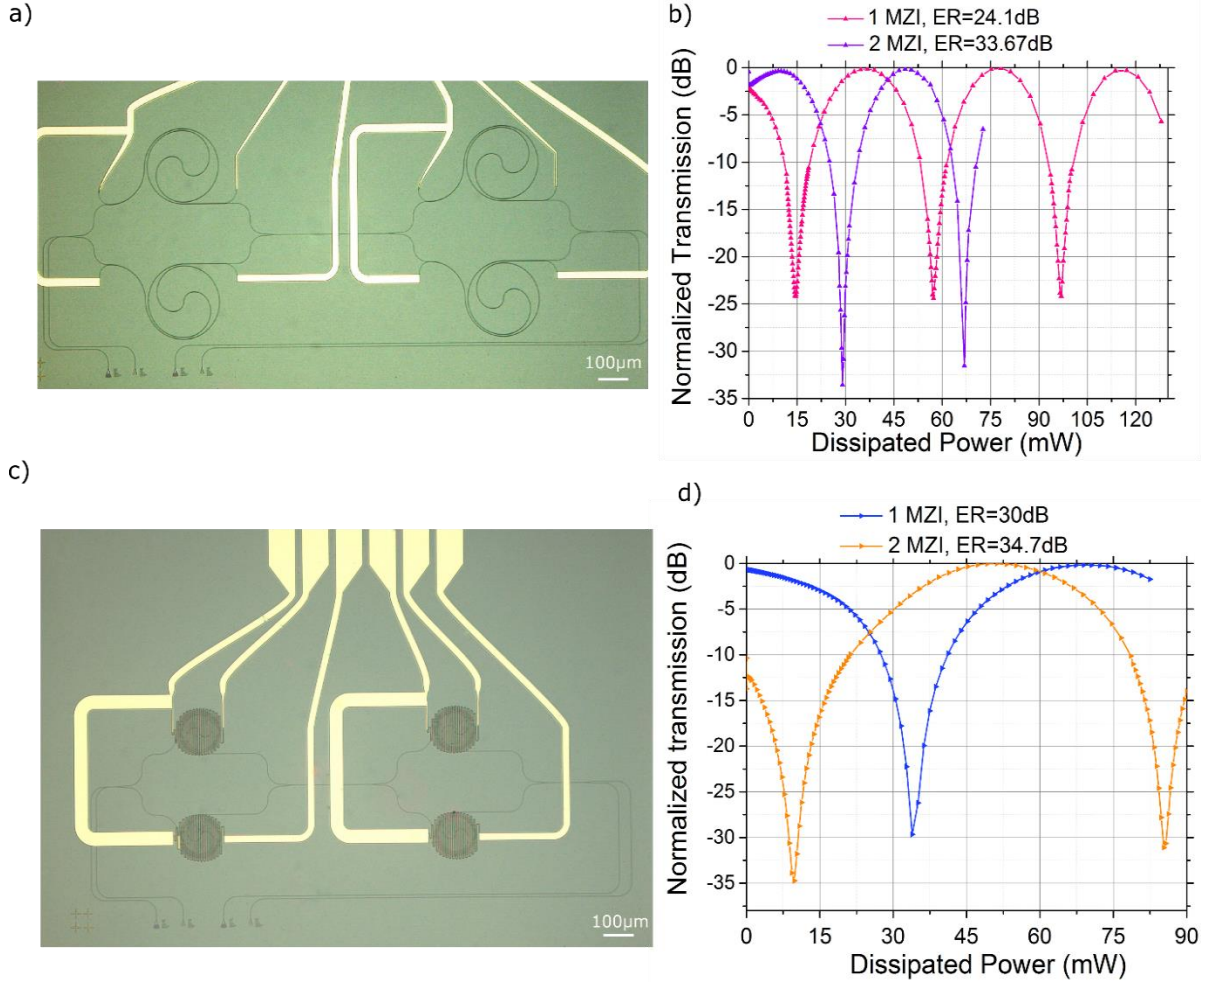 a)
100µm
b)
1 MZI, ER=24.1dB
2 MZI, ER=33.67dB
Normalized Transmission (dB)
0
-5
-10
-15
-20
-25
-30
-35
0 15 30 45 60 75 90 105 120
Dissipated Power (mW)
c)
100µm
d)
1 MZI, ER=30dB
2 MZI, ER=34.7dB
Normalized transmission (dB)
0
-5
-10
-15
-20
-25
-30
-35
0 15 30 45 60 75 90
Dissipated Power (mW)